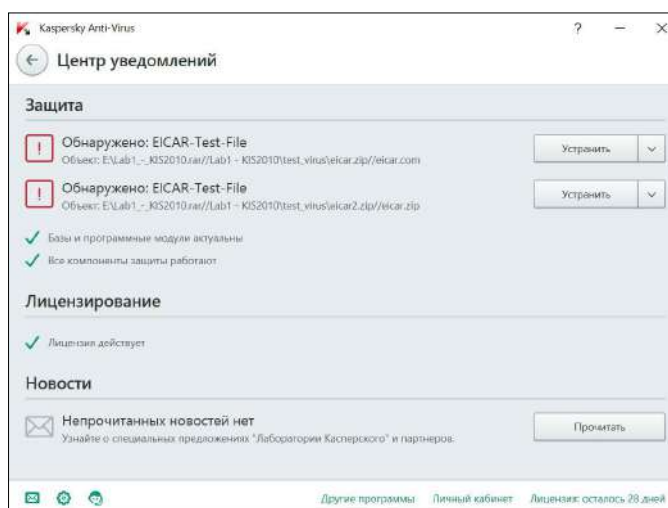 Kaspersky Anti-Virus
Центр уведомлений
Защита
Обнаружено: EICAR-Test-File
Объект: E:\Lab1_-_KIS2010.rar//Lab1 - KIS2010\test_virus\eicar.zip//eicar.com
Устранить
Обнаружено: EICAR-Test-File
Объект: E:\Lab1_-_KIS2010.rar//Lab1 - KIS2010\test_virus\eicar2.zip//eicar.zip
Устранить
Базы и программные модули актуальны
Все компоненты защиты работают
Лицензирование
Лицензия действует
Новости
Непрочитанных новостей нет
Узнайте о специальных предложениях "Лаборатории Касперского" и партнеров.
Прочитать
Другие программы Личный кабинет Лицензия: осталось 28 дней